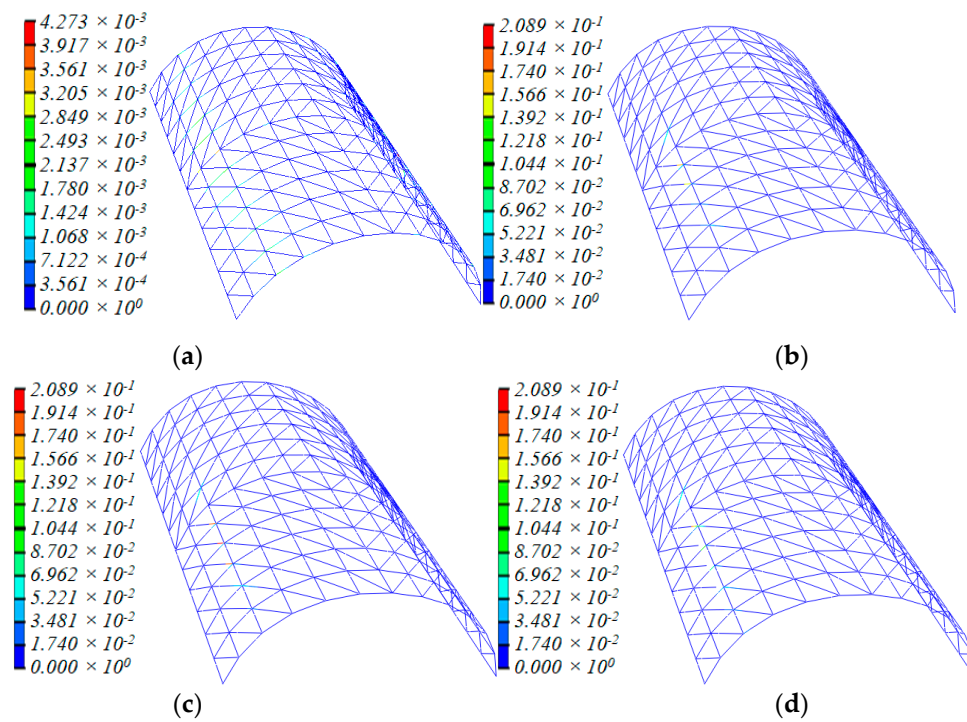 4.273 × 10⁻³
3.917 × 10⁻³
3.561 × 10⁻³
3.205 × 10⁻³
2.849 × 10⁻³
2.493 × 10⁻³
2.137 × 10⁻³
1.780 × 10⁻³
1.424 × 10⁻³
1.068 × 10⁻³
7.122 × 10⁻⁴
3.561 × 10⁻⁴
0.000 × 10⁰
(a)
2.089 × 10⁻¹
1.914 × 10⁻¹
1.740 × 10⁻¹
1.566 × 10⁻¹
1.392 × 10⁻¹
1.218 × 10⁻¹
1.044 × 10⁻¹
8.702 × 10⁻²
6.962 × 10⁻²
5.221 × 10⁻²
3.481 × 10⁻²
1.740 × 10⁻²
0.000 × 10⁰
(b)
2.089 × 10⁻¹
1.914 × 10⁻¹
1.740 × 10⁻¹
1.566 × 10⁻¹
1.392 × 10⁻¹
1.218 × 10⁻¹
1.044 × 10⁻¹
8.702 × 10⁻²
6.962 × 10⁻²
5.221 × 10⁻²
3.481 × 10⁻²
1.740 × 10⁻²
0.000 × 10⁰
(c)
2.089 × 10⁻¹
1.914 × 10⁻¹
1.740 × 10⁻¹
1.566 × 10⁻¹
1.392 × 10⁻¹
1.218 × 10⁻¹
1.044 × 10⁻¹
8.702 × 10⁻²
6.962 × 10⁻²
5.221 × 10⁻²
3.481 × 10⁻²
1.740 × 10⁻²
0.000 × 10⁰
(d)